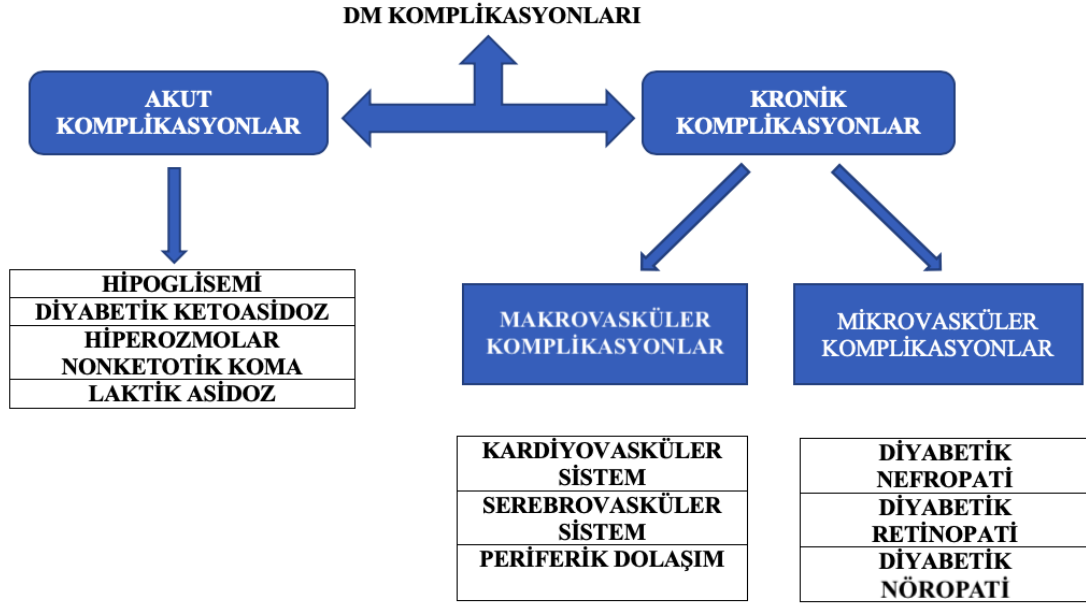 DM KOMPLİKASYONLARI
AKUT
KOMPLİKASYONLAR
KRONİK
KOMPLİKASYONLAR
HİPOGLİSEMİ
DİYABETİK KETOASİDOZ
HİPEROZMOLAR
NONKETOTİK KOMA
LAKTİK ASİDOZ
MAKROVASKÜLER
KOMPLİKASYONLAR
MİKROVASKÜLER
KOMPLİKASYONLAR
KARDİYOVASKÜLER
SİSTEM
SEREBROVASKÜLER
SİSTEM
PERİFERİK DOLAŞIM
DİYABETİK
NEFROPATİ
DİYABETİK
RETİNOPATİ
DİYABETİK
NÖROPATİ